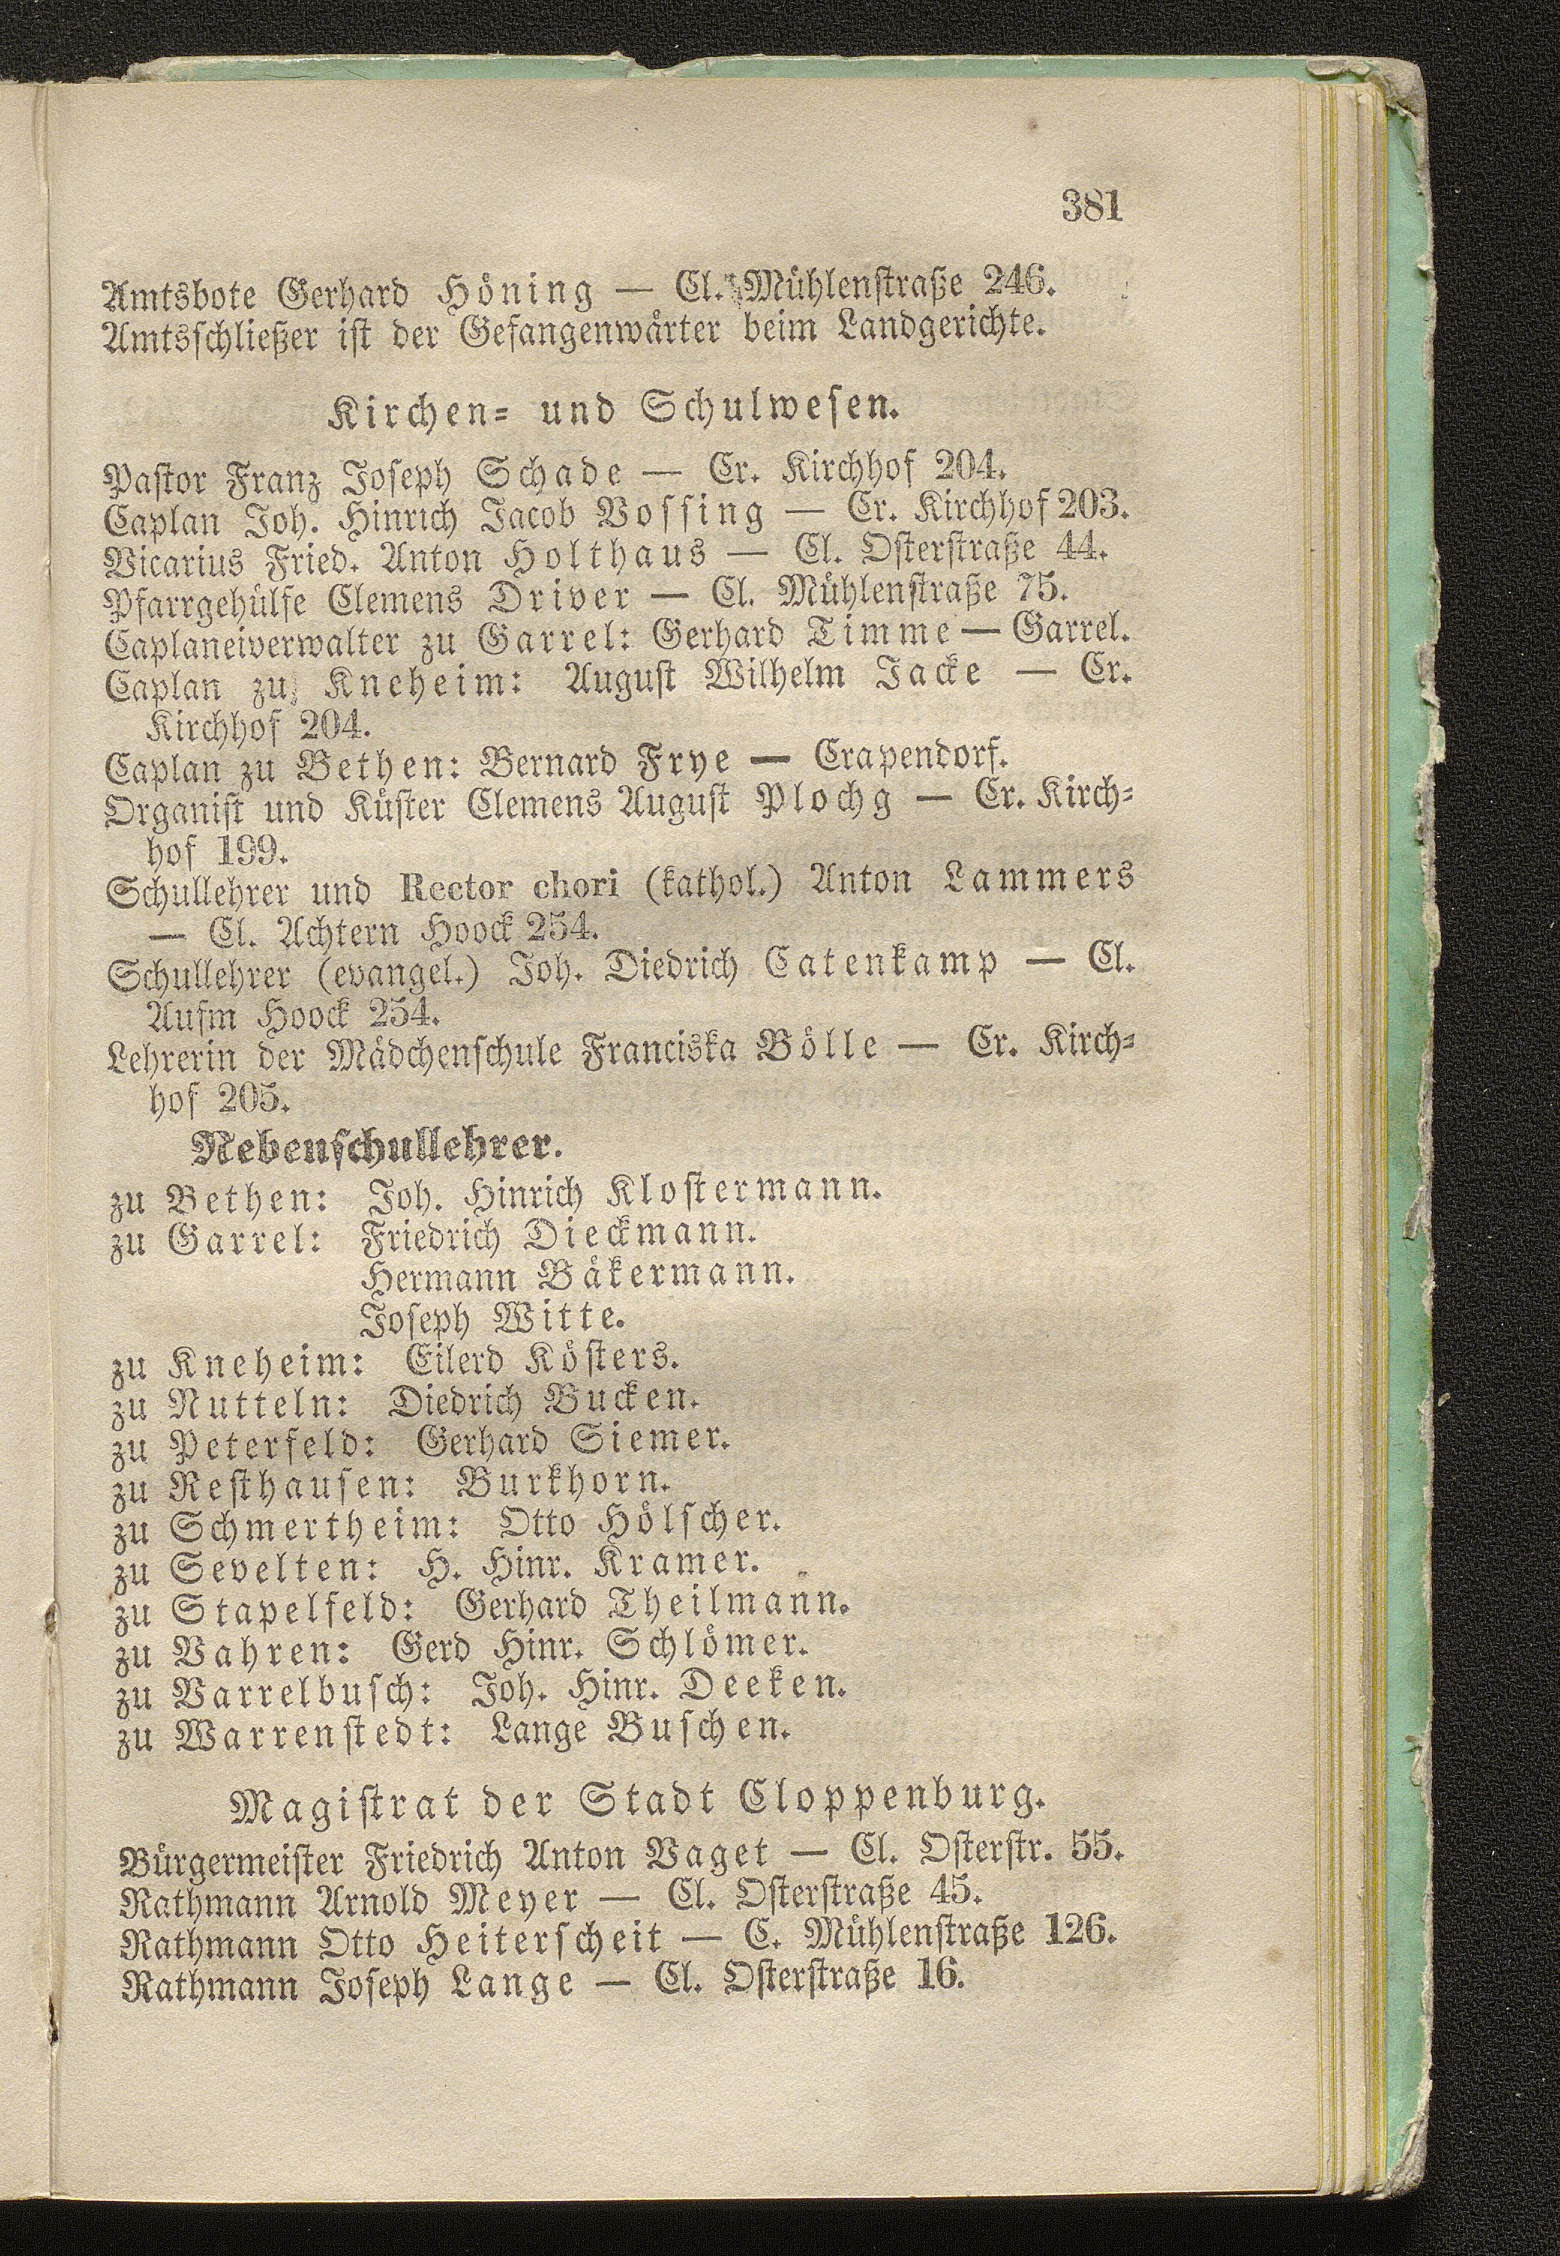 381
Amtsbote Gerhard Höning — Cl. Mühlenstraße 246.
Amtsschließer ist der Gefangenwärter beim Landgerichte.
Kirchen- und Schulwesen.
Pastor Franz Joseph Schade — Cr. Kirchhof 204.
Caplan Joh. Hinrich Jacob Vossing — Cr. Kirchhof 203.
Vicarius Fried. Anton Holthaus — Cl. Osterstraße 44.
Pfarrgehülfe Clemens Driver — Cl. Mühlenstraße 75.
Caplaneiverwalter zu Garrel: Gerhard Timme — Garrel.
Caplan zu Kneheim: August Wilhelm Jacke — Cr.
Kirchhof 204.
Caplan zu Bethen: Bernard Frye — Crapendorf.
Organist und Küster Clemens August Plochg — Cr. Kirch-
hof 199.
Schullehrer und Rector chori (kathol.) Anton Lammers
— Cl. Achtern Hoock 254.
Schullehrer (evangel.) Joh. Diedrich Catenkamp — Cl.
Aufm Hoock 254.
Lehrerin der Mädchenschule Franciska Bölle — Cr. Kirch-
hof 205.
Nebenschullehrer.
zu Bethen: Joh. Hinrich Klostermann.
zu Garrel: Friedrich Dieckmann.
Hermann Bäkermann.
Joseph Witte.
zu Kneheim: Eilerd Kösters.
zu Nutteln: Diedrich Bucken.
zu Peterfeld: Gerhard Siemer.
zu Resthausen: Burkhorn.
zu Schmertheim: Otto Hölscher.
zu Sevelten: H. Hinr. Kramer.
zu Stapelfeld: Gerhard Theilmann.
zu Vahren: Gerd Hinr. Schlömer.
zu Varrelbusch: Joh. Hinr. Deeken.
zu Warrenstedt: Lange Buschen.
Magistrat der Stadt Cloppenburg.
Bürgermeister Friedrich Anton Vaget — Cl. Osterstr. 55.
Rathmann Arnold Meyer — Cl. Osterstraße 45.
Rathmann Otto Heiterscheit — C. Mühlenstraße 126.
Rathmann Joseph Lange — Cl. Osterstraße 16.